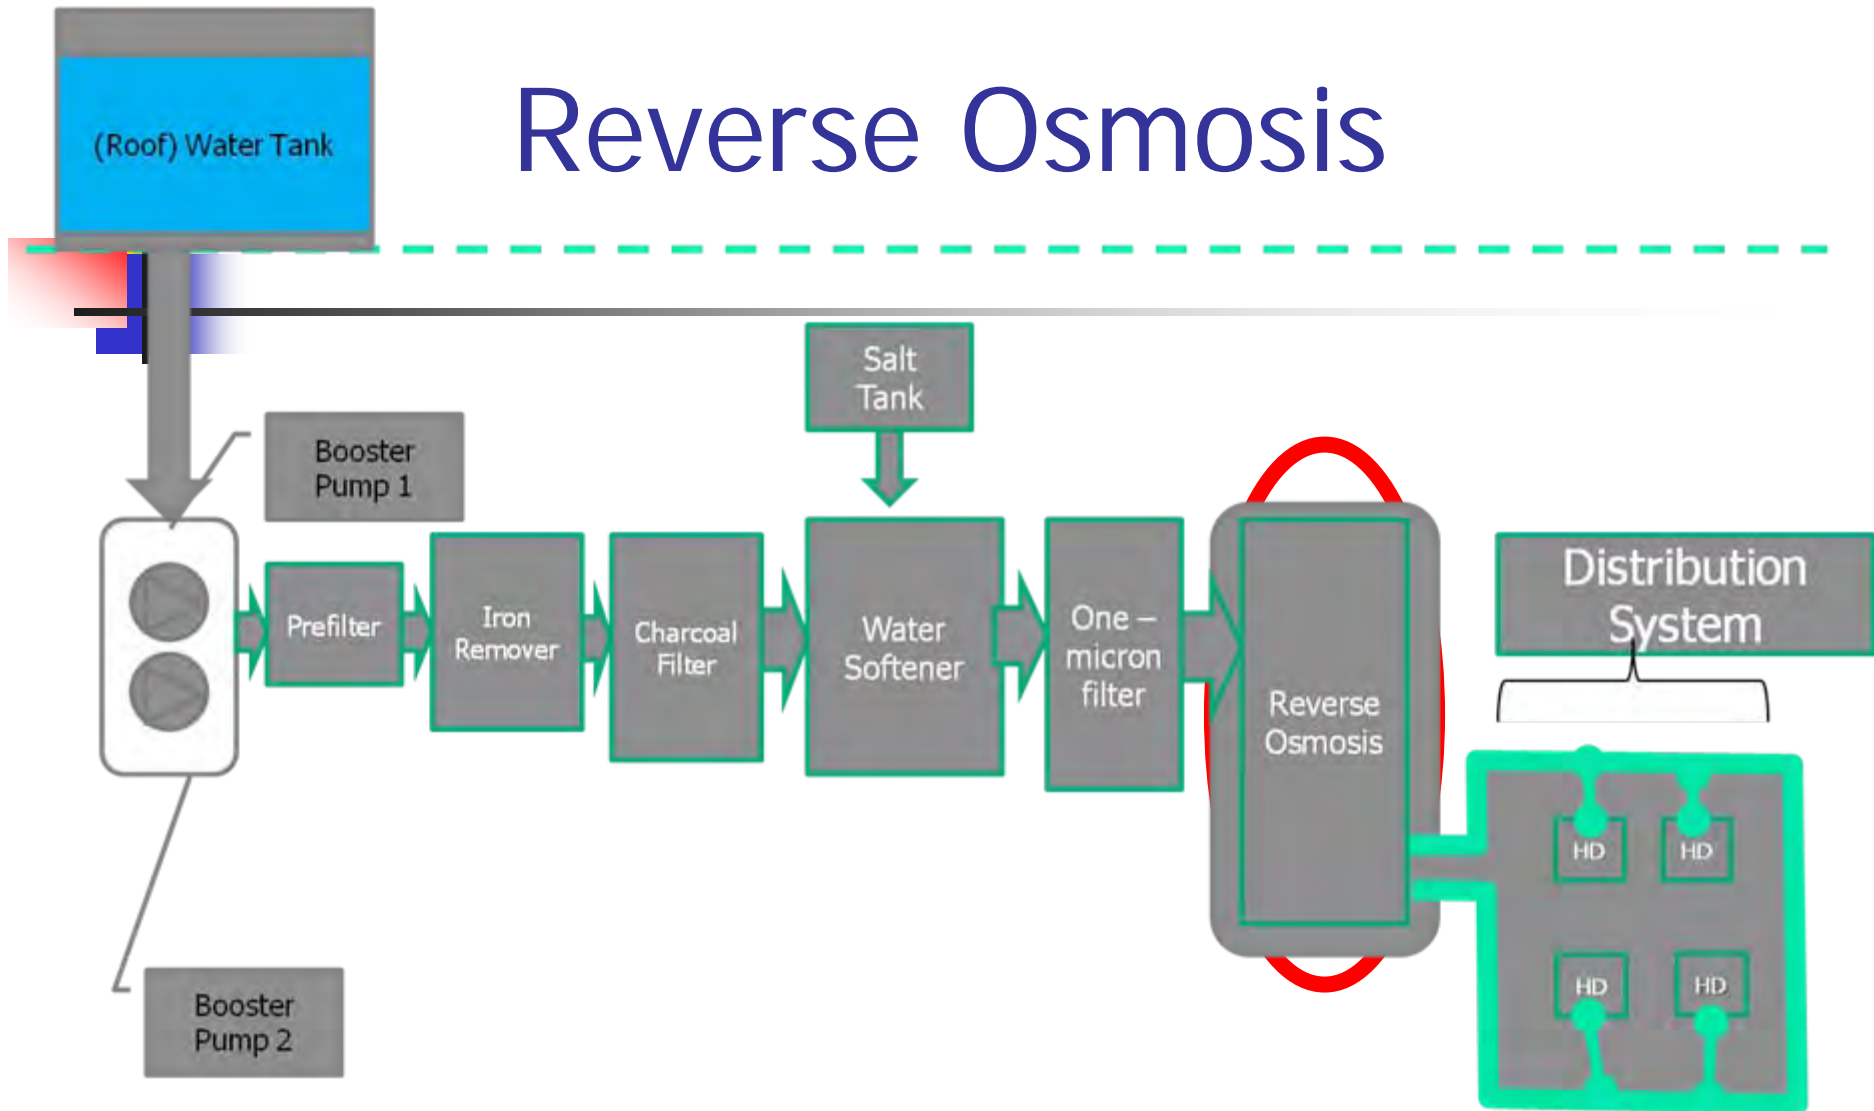 (Roof) Water Tank
Reverse Osmosis
Salt
Tank
Booster
Pump 1
Prefilter
Iron
Remover
Charcoal
Filter
Water
Softener
One –
micron
filter
Reverse
Osmosis
Distribution
System
HD
HD
HD
HD
Booster
Pump 2